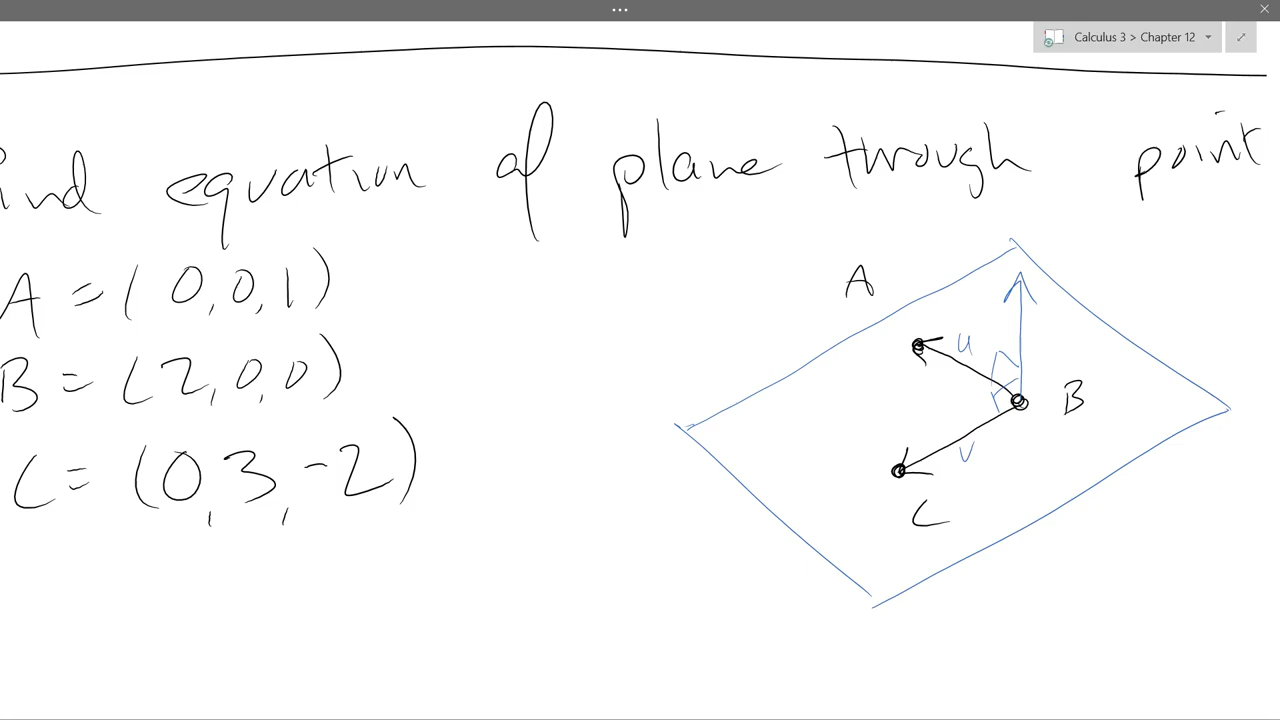 Calculus 3 > Chapter 12
ind equation of plane through point
A = (0,0,1)
B = (2,0,0)
C = (0,3,-2)
A
u
B
v
C